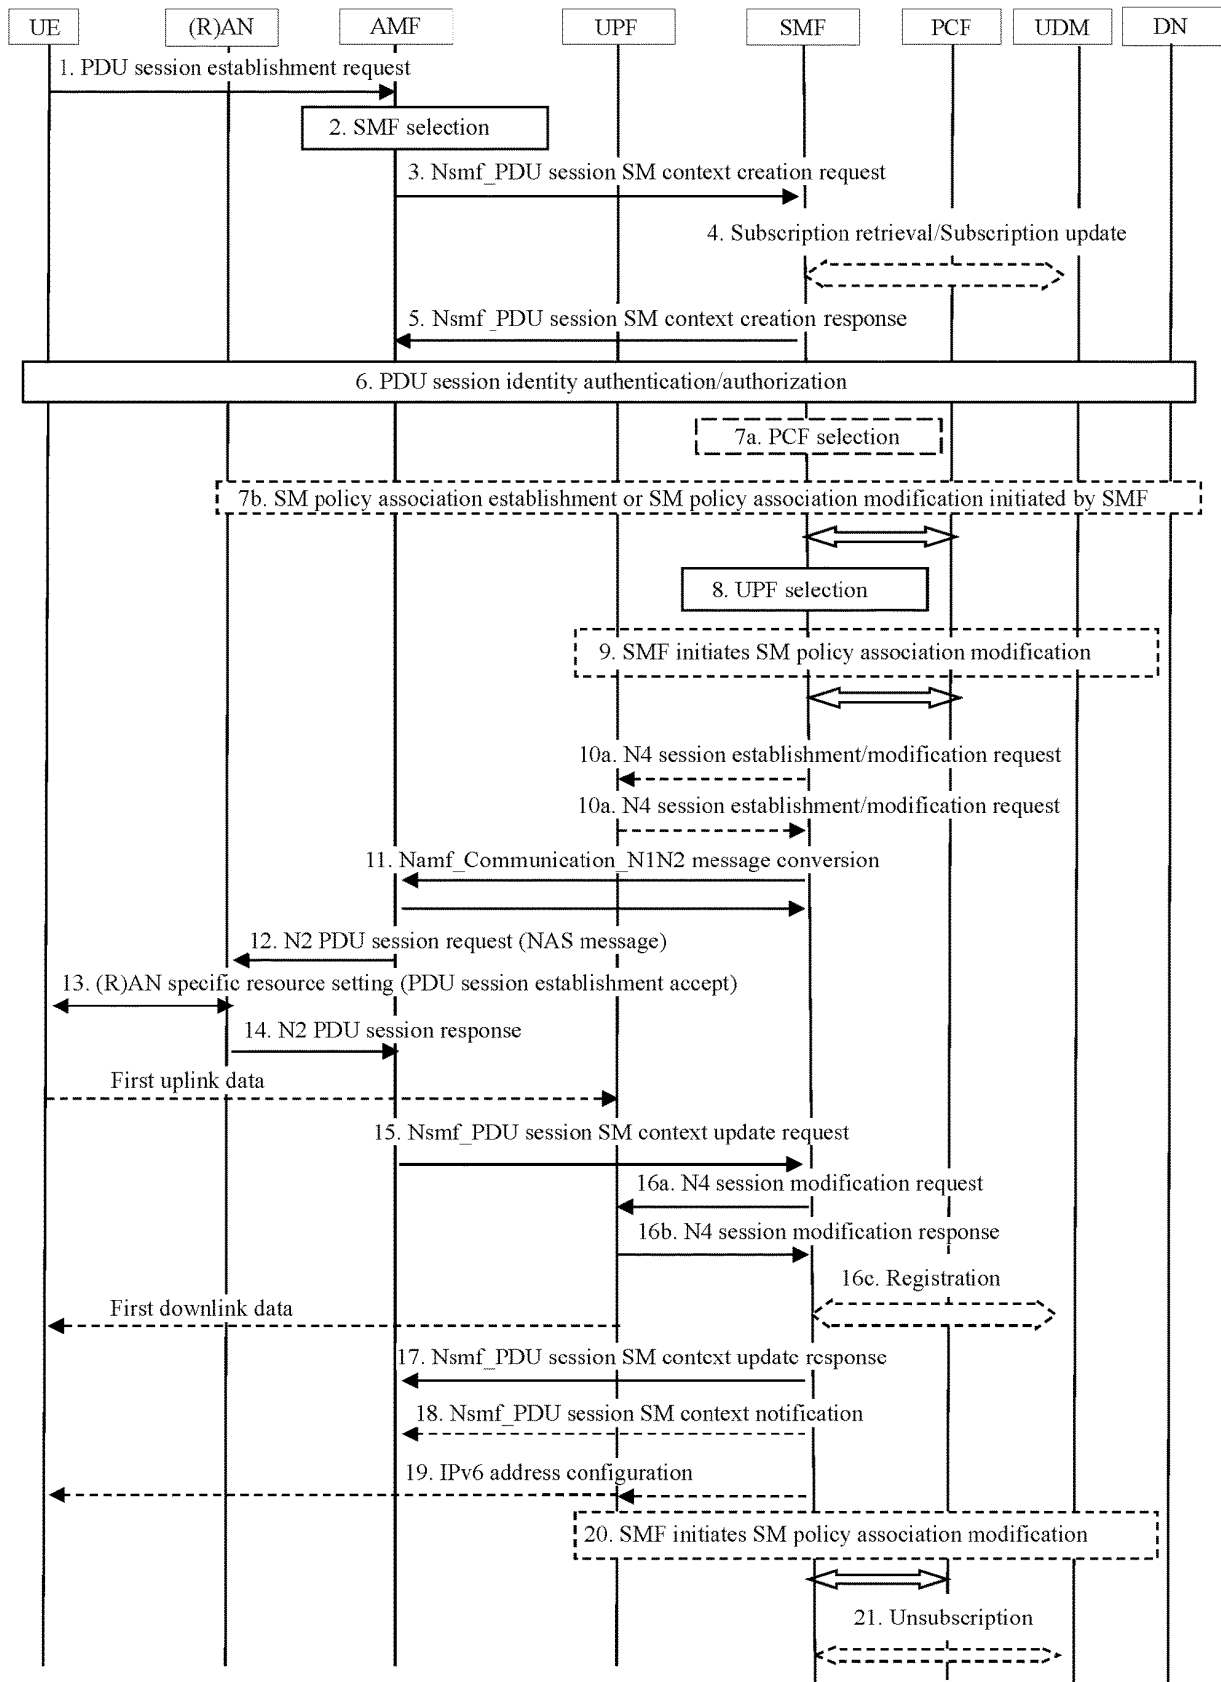 UE (R)AN AMF UPF SMF PCF UDM DN
1. PDU session establishment request
2. SMF selection
3. Nsmf_PDU session SM context creation request
4. Subscription retrieval/Subscription update
5. Nsmf_PDU session SM context creation response
6. PDU session identity authentication/authorization
7a. PCF selection
7b. SM policy association establishment or SM policy association modification initiated by SMF
8. UPF selection
9. SMF initiates SM policy association modification
10a. N4 session establishment/modification request
10a. N4 session establishment/modification request
11. Namf_Communication_N1N2 message conversion
12. N2 PDU session request (NAS message)
13. (R)AN specific resource setting (PDU session establishment accept)
14. N2 PDU session response
First uplink data
15. Nsmf_PDU session SM context update request
16a. N4 session modification request
16b. N4 session modification response
16c. Registration
First downlink data
17. Nsmf_PDU session SM context update response
18. Nsmf_PDU session SM context notification
19. IPv6 address configuration
20. SMF initiates SM policy association modification
21. Unsubscription